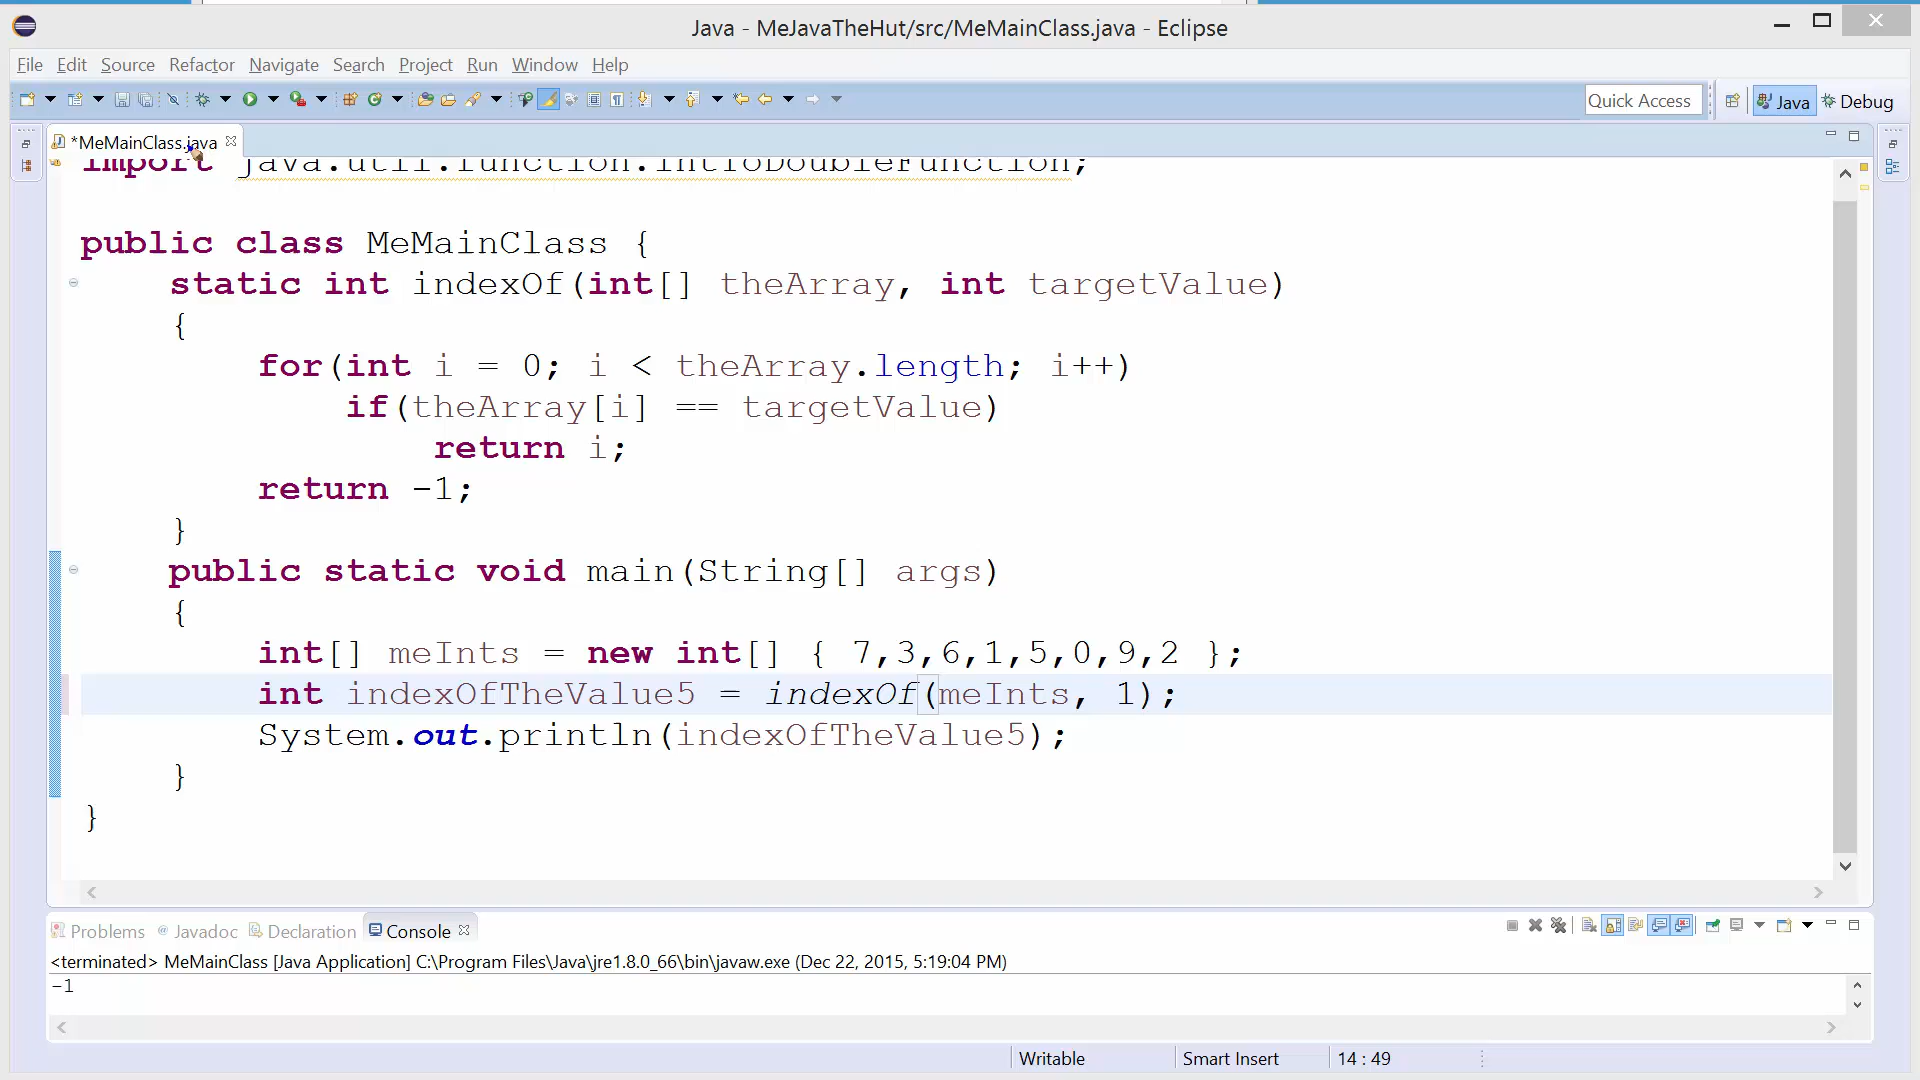 Java - MeJavaTheHut/src/MeMainClass.java - Eclipse
File Edit Source Refactor Navigate Search Project Run Window Help
Quick Access Java Debug
*MeMainClass.java
import java.util.function.IntToDoubleFunction;
public class MeMainClass {
static int indexOf(int[] theArray, int targetValue)
{
for(int i = 0; i < theArray.length; i++)
if(theArray[i] == targetValue)
return i;
return -1;
}
public static void main(String[] args)
{
int[] meInts = new int[] { 7,3,6,1,5,0,9,2 };
int indexOfTheValue5 = indexOf(meInts, 1);
System.out.println(indexOfTheValue5);
}
}
Problems @ Javadoc Declaration Console
<terminated> MeMainClass [Java Application] C:\Program Files\Java\jre1.8.0_66\bin\javaw.exe (Dec 22, 2015, 5:19:04 PM)
-1
Writable Smart Insert 14 : 49